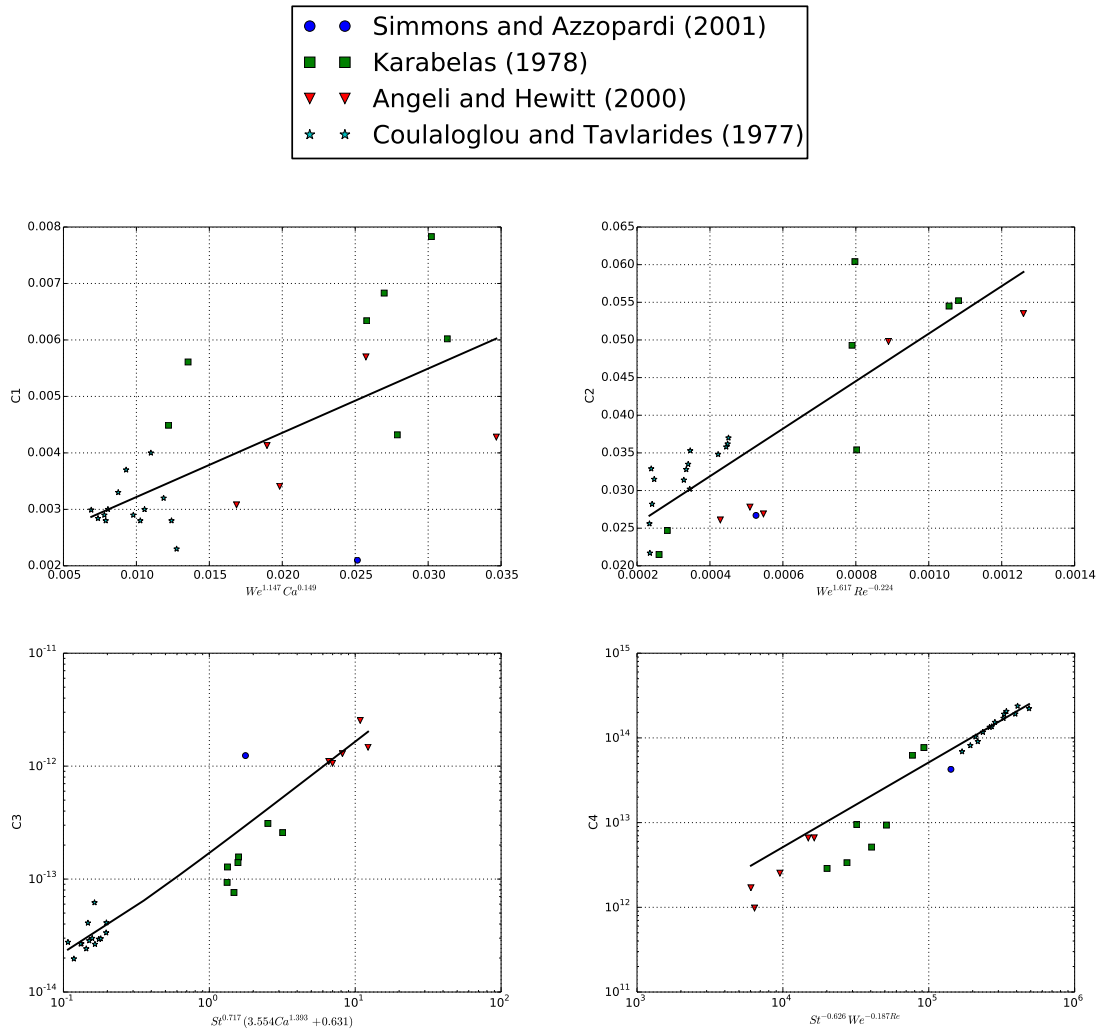 Simmons and Azzopardi (2001)
Karabelas (1978)
Angeli and Hewitt (2000)
Coulaloglou and Tavlarides (1977)
0.008
0.007
0.006
0.005
0.004
0.003
0.002
C1
0.005 0.010 0.015 0.020 0.025 0.030 0.035
We^1.147 Ca^0.149
0.065
0.060
0.055
0.050
0.045
0.040
0.035
0.030
0.025
0.020
C2
0.0002 0.0004 0.0006 0.0008 0.0010 0.0012 0.0014
We^1.617 Re^−0.224
10^-11
10^-12
10^-13
10^-14
C3
10^-1 10^0 10^1 10^2
St^0.717 (3.554Ca^1.393 +0.631)
10^15
10^14
10^13
10^12
10^11
C4
10^3 10^4 10^5 10^6
St^−0.626 We^−0.187Re